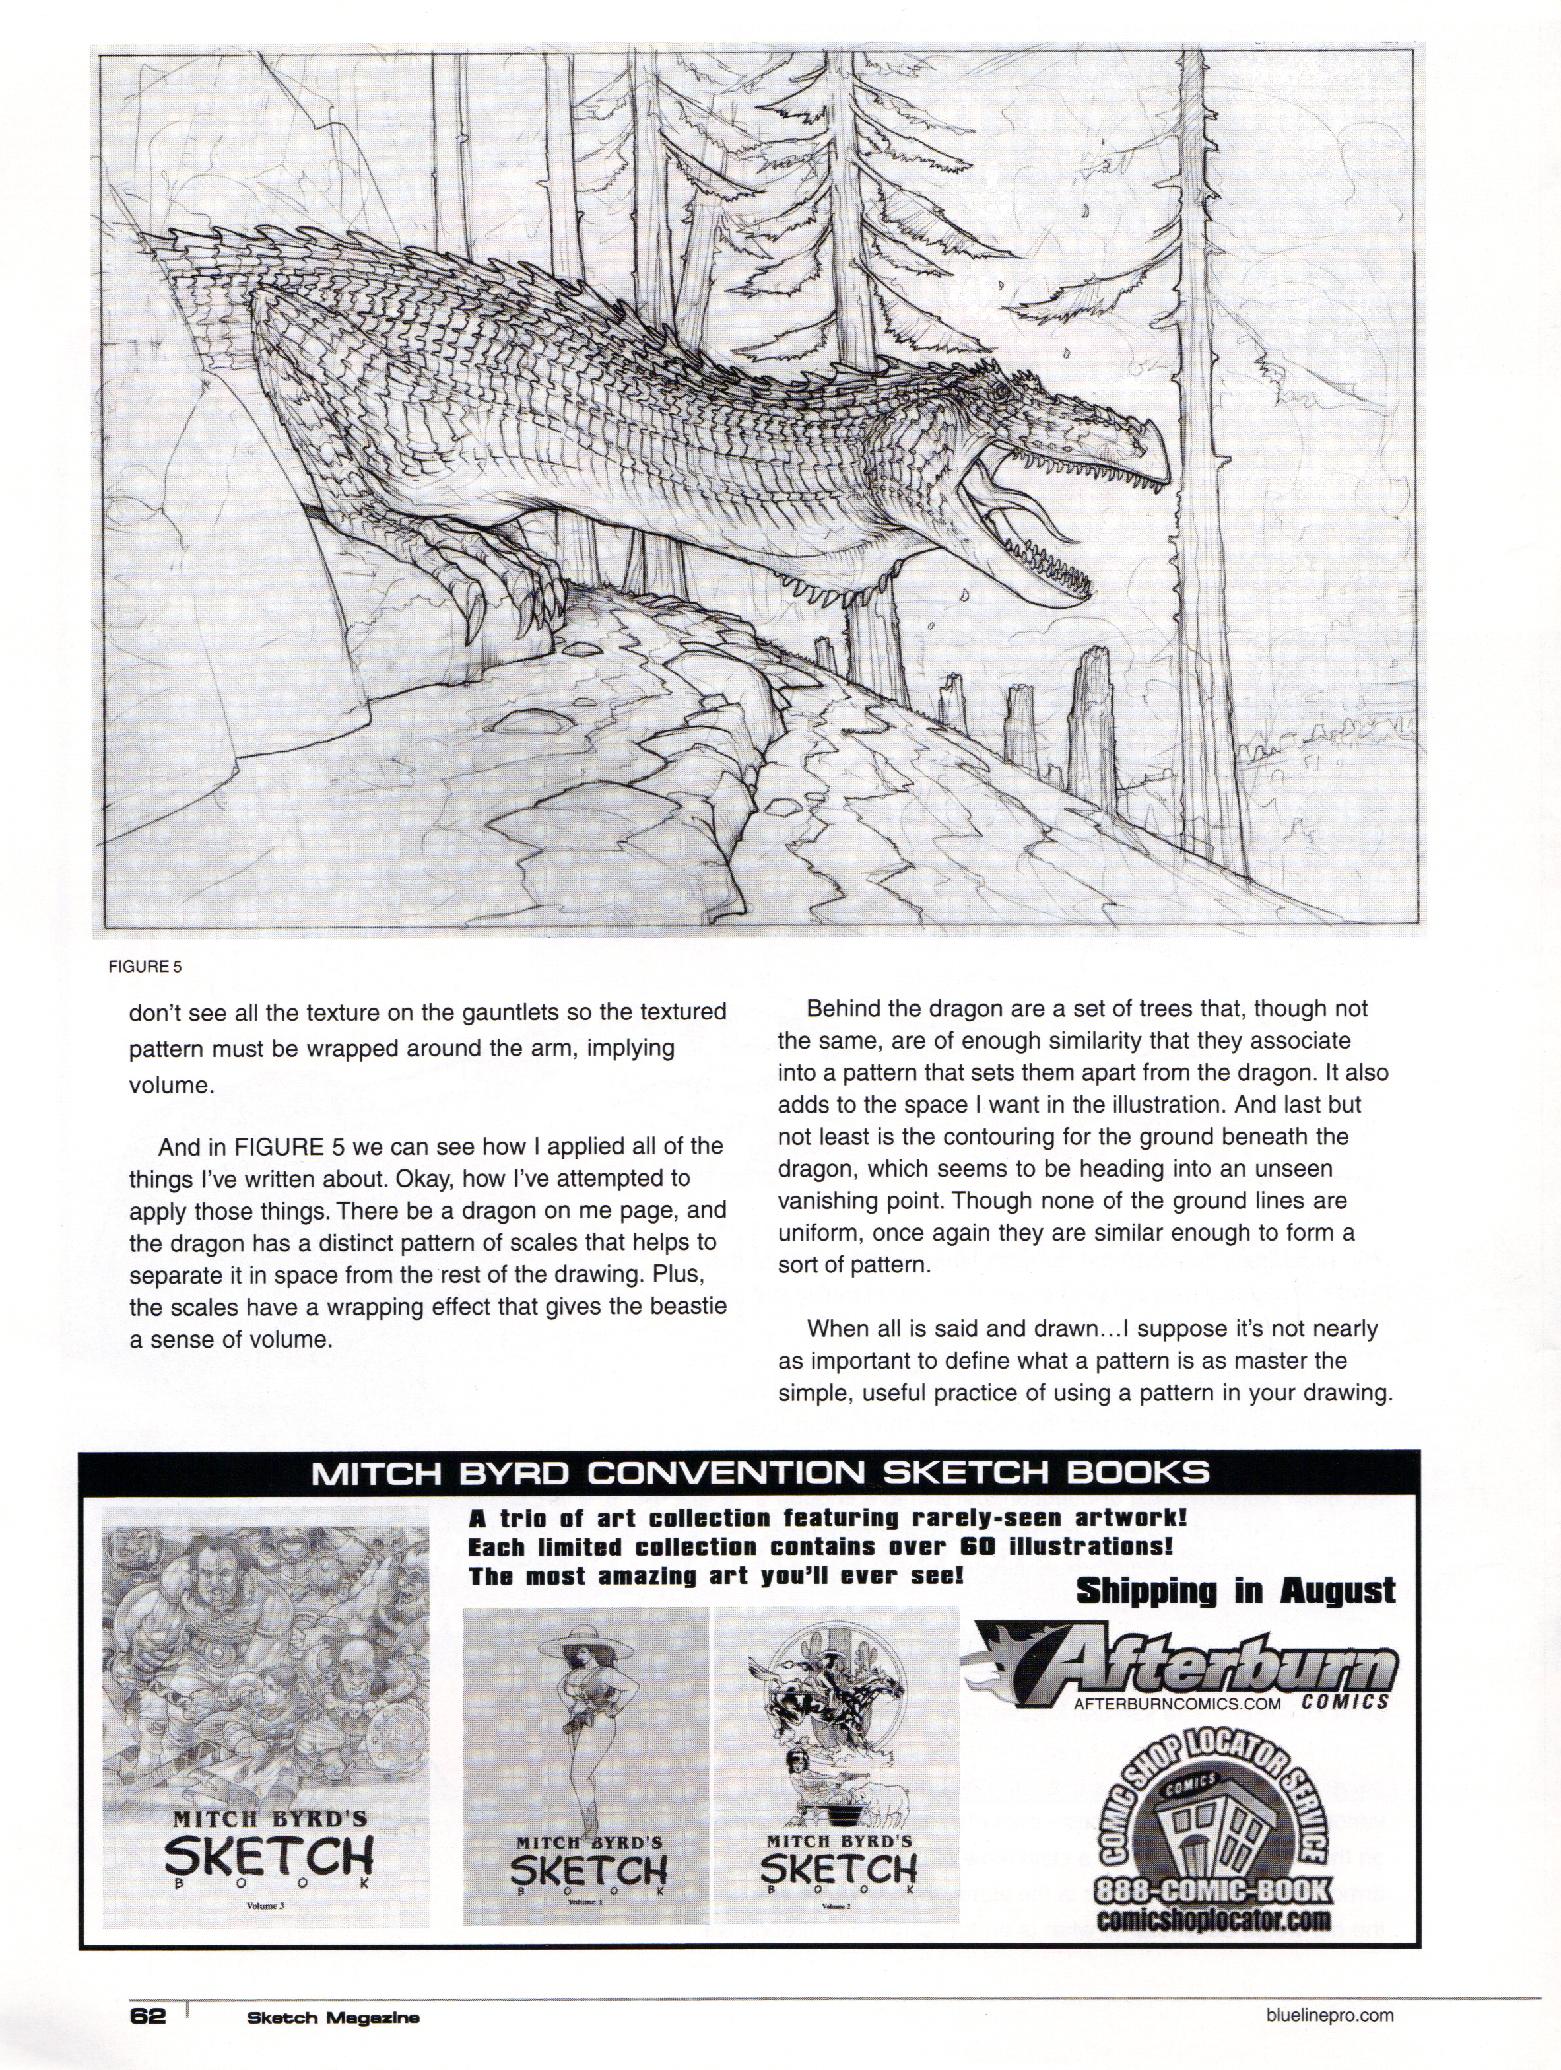 FIGURE 5
don't see all the texture on the gauntlets so the textured
pattern must be wrapped around the arm, implying
volume.
And in FIGURE 5 we can see how I applied all of the
things I've written about. Okay, how I've attempted to
apply those things. There be a dragon on me page, and
the dragon has a distinct pattern of scales that helps to
separate it in space from the rest of the drawing. Plus,
the scales have a wrapping effect that gives the beastie
a sense of volume.
Behind the dragon are a set of trees that, though not
the same, are of enough similarity that they associate
into a pattern that sets them apart from the dragon. It also
adds to the space I want in the illustration. And last but
not least is the contouring for the ground beneath the
dragon, which seems to be heading into an unseen
vanishing point. Though none of the ground lines are
uniform, once again they are similar enough to form a
sort of pattern.
When all is said and drawn...I suppose it's not nearly
as important to define what a pattern is as master the
simple, useful practice of using a pattern in your drawing.
MITCH BYRD CONVENTION SKETCH BOOKS
A trio of art collection featuring rarely-seen artwork!
Each limited collection contains over 60 illustrations!
The most amazing art you'll ever see!
Shipping in August
Afterburn
AFTERBURNCOMICS.COM COMICS
MITCH BYRD'S
SKETCH
BOOK
Volume 3
MITCH BYRD'S
SKETCH
BOOK
Volume 1
MITCH BYRD'S
SKETCH
BOOK
Volume 2
COMIC SHOP LOCATOR SERVICE
COMICS
888-COMIC-BOOK
comicshoplocator.com
62 Sketch Magazine
bluelinepro.com